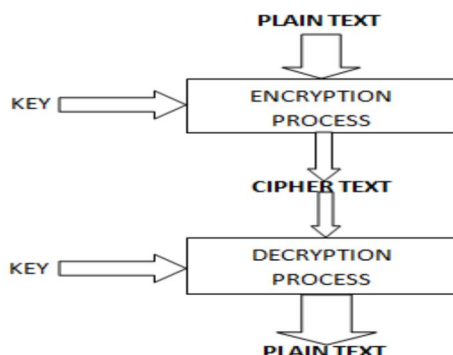 PLAIN TEXT
KEY
ENCRYPTION
PROCESS
CIPHER TEXT
KEY
DECRYPTION
PROCESS
PLAIN TEXT